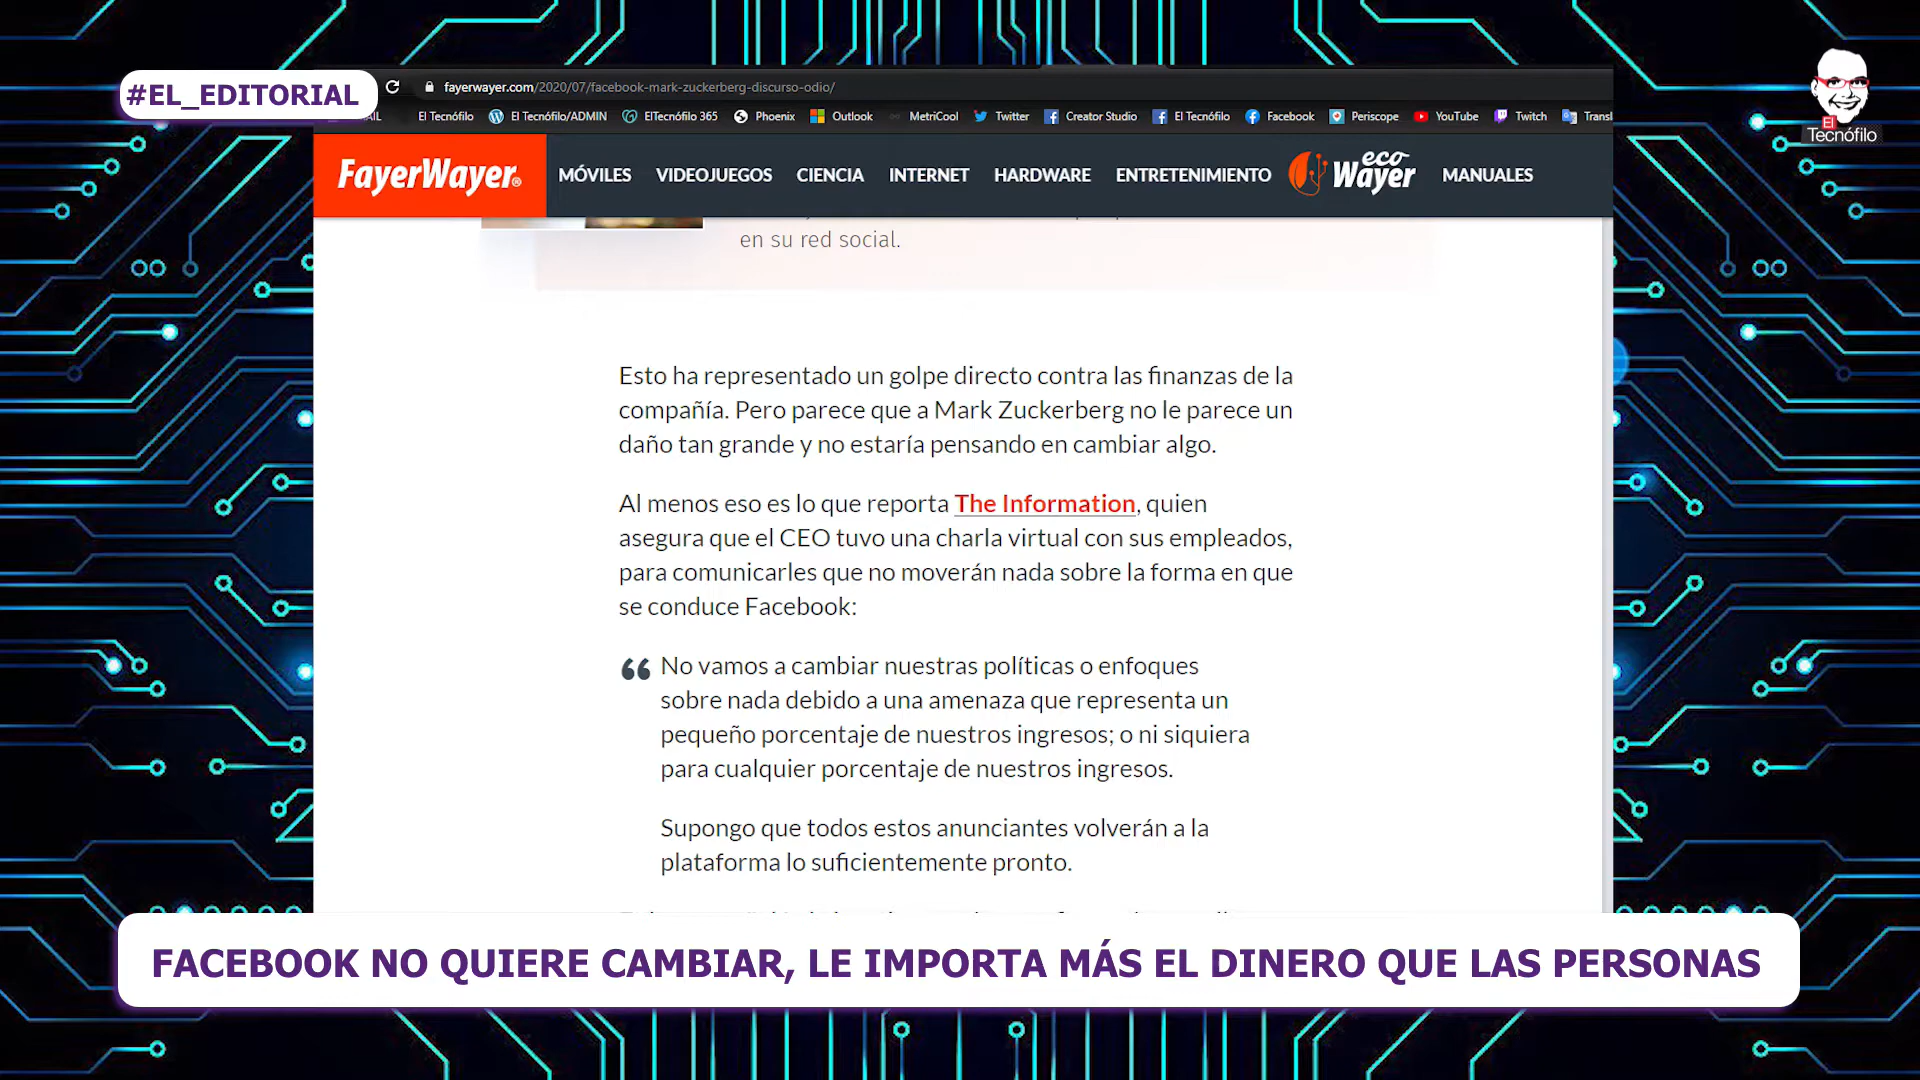 #EL_EDITORIAL
fayerwayer.com/2020/07/facebook-mark-zuckerberg-discurso-odio/
El Tecnófilo
El Tecnófilo/ADMIN
ElTecnófilo 365
Phoenix
Outlook
MetriCool
Twitter
Creator Studio
El Tecnófilo
Facebook
Periscope
YouTube
Twitch
El
Tecnófilo
FayerWayer®
MÓVILES
VIDEOJUEGOS
CIENCIA
INTERNET
HARDWARE
ENTRETENIMIENTO
eco
Wayer
MANUALES
en su red social.
Esto ha representado un golpe directo contra las finanzas de la
compañía. Pero parece que a Mark Zuckerberg no le parece un
daño tan grande y no estaría pensando en cambiar algo.
Al menos eso es lo que reporta The Information, quien
asegura que el CEO tuvo una charla virtual con sus empleados,
para comunicarles que no moverán nada sobre la forma en que
se conduce Facebook:
“ No vamos a cambiar nuestras políticas o enfoques
sobre nada debido a una amenaza que representa un
pequeño porcentaje de nuestros ingresos; o ni siquiera
para cualquier porcentaje de nuestros ingresos.
Supongo que todos estos anunciantes volverán a la
plataforma lo suficientemente pronto.
FACEBOOK NO QUIERE CAMBIAR, LE IMPORTA MÁS EL DINERO QUE LAS PERSONAS